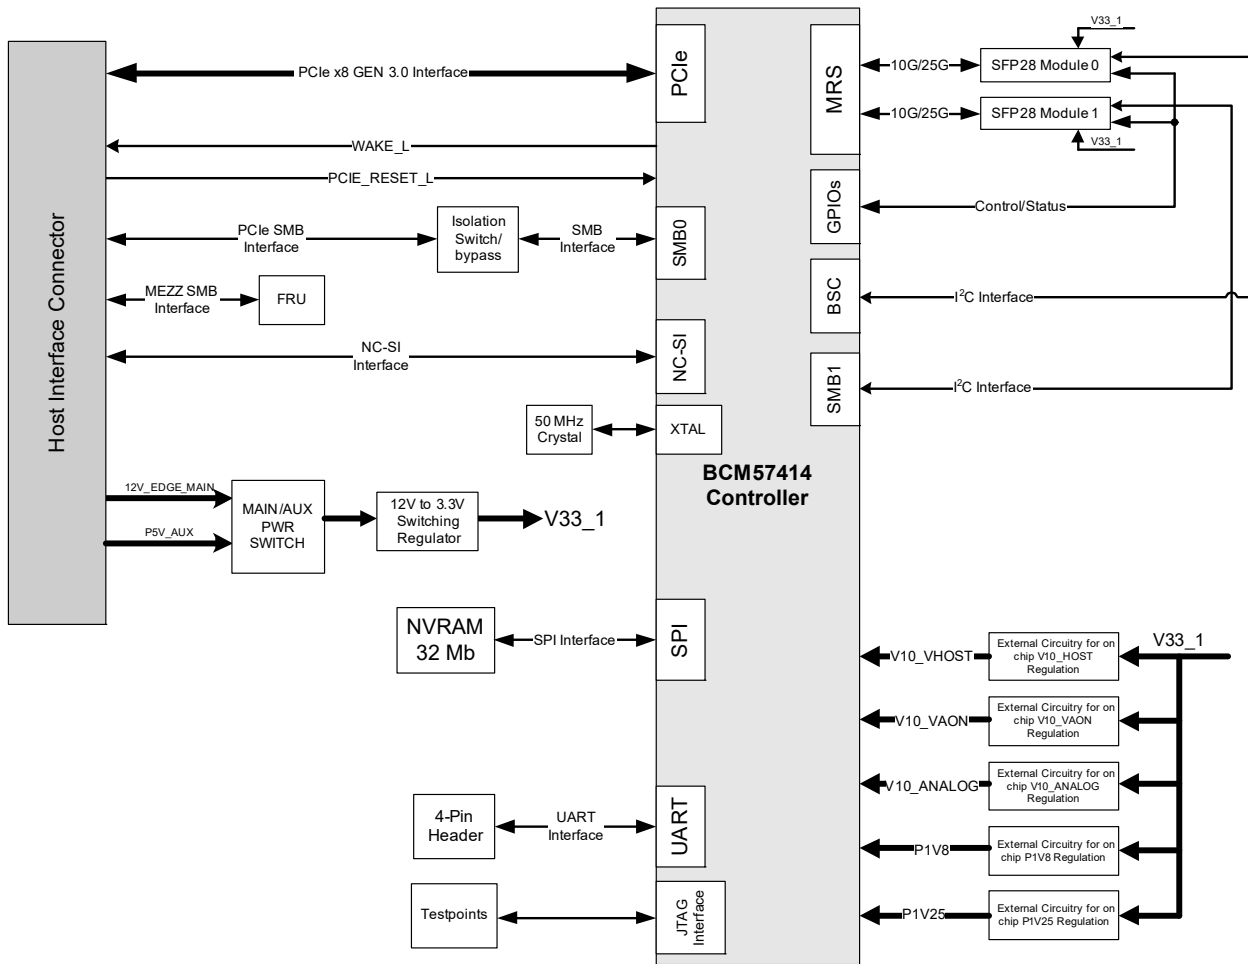 Host Interface Connector
PCIe x8 GEN 3.0 Interface
PCIe
WAKE_L
PCIE_RESET_L
PCIe SMB
Interface
Isolation
Switch/
bypass
SMB
Interface
SMB0
MEZZ SMB
Interface
FRU
NC-SI
Interface
NC-SI
50 MHz
Crystal
XTAL
BCM57414
Controller
12V_EDGE_MAIN
P5V_AUX
MAIN/AUX
PWR
SWITCH
12V to 3.3V
Switching
Regulator
V33_1
NVRAM
32 Mb
SPI Interface
SPI
4-Pin
Header
UART
Interface
UART
Testpoints
JTAG
Interface
MRS
10G/25G
SFP28 Module 0
V33_1
10G/25G
SFP28 Module 1
V33_1
GPIOs
Control/Status
BSC
I²C Interface
SMB1
I²C Interface
V33_1
V10_VHOST
External Circuitry for on
chip V10_HOST
Regulation
V10_VAON
External Circuitry for on
chip V10_VAON
Regulation
V10_ANALOG
External Circuitry for on
chip V10_ANALOG
Regulation
P1V8
External Circuitry for on
chip P1V8 Regulation
P1V25
External Circuitry for on
chip P1V25 Regulation